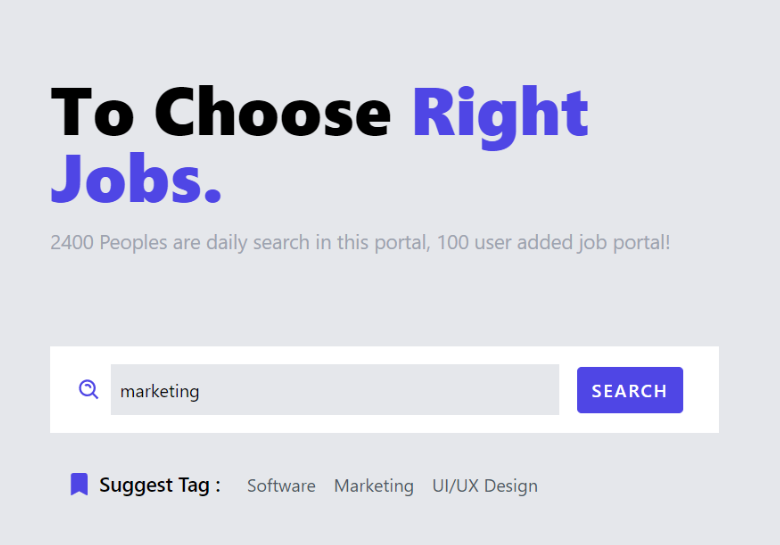 To Choose Right
Jobs.
2400 Peoples are daily search in this portal, 100 user added job portal!
marketing
SEARCH
Suggest Tag :
Software
Marketing
UI/UX Design